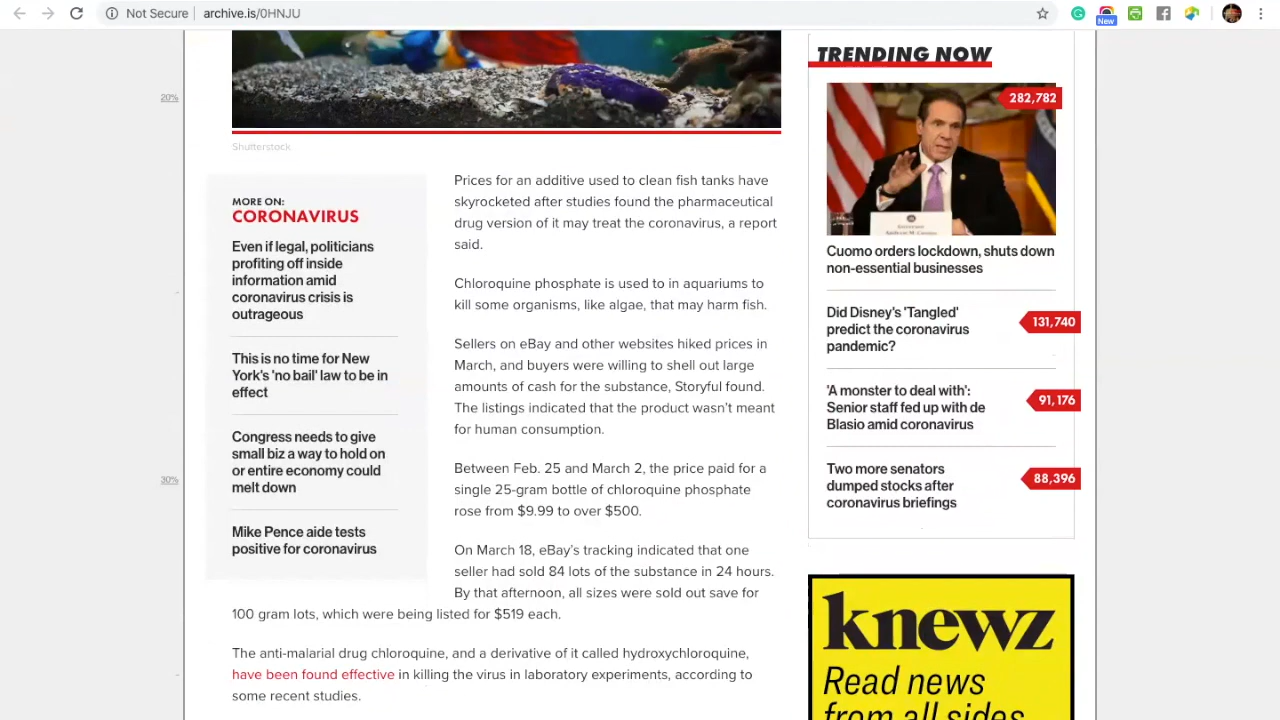 Not Secure
archive.is/0HNJU
New
20%
Shutterstock
MORE ON:
CORONAVIRUS
Even if legal, politicians
profiting off inside
information amid
coronavirus crisis is
outrageous
This is no time for New
York's 'no bail' law to be in
effect
Congress needs to give
small biz a way to hold on
or entire economy could
melt down
30%
Mike Pence aide tests
positive for coronavirus
Prices for an additive used to clean fish tanks have
skyrocketed after studies found the pharmaceutical
drug version of it may treat the coronavirus, a report
said.
Chloroquine phosphate is used to in aquariums to
kill some organisms, like algae, that may harm fish.
Sellers on eBay and other websites hiked prices in
March, and buyers were willing to shell out large
amounts of cash for the substance, Storyful found.
The listings indicated that the product wasn't meant
for human consumption.
Between Feb. 25 and March 2, the price paid for a
single 25-gram bottle of chloroquine phosphate
rose from $9.99 to over $500.
On March 18, eBay's tracking indicated that one
seller had sold 84 lots of the substance in 24 hours.
By that afternoon, all sizes were sold out save for
100 gram lots, which were being listed for $519 each.
The anti-malarial drug chloroquine, and a derivative of it called hydroxychloroquine,
have been found effective in killing the virus in laboratory experiments, according to
some recent studies.
TRENDING NOW
282,782
Cuomo orders lockdown, shuts down
non-essential businesses
Did Disney's 'Tangled'
predict the coronavirus
pandemic?
131,740
'A monster to deal with':
Senior staff fed up with de
Blasio amid coronavirus
91,176
Two more senators
dumped stocks after
coronavirus briefings
88,396
knewz
Read news
from all sides